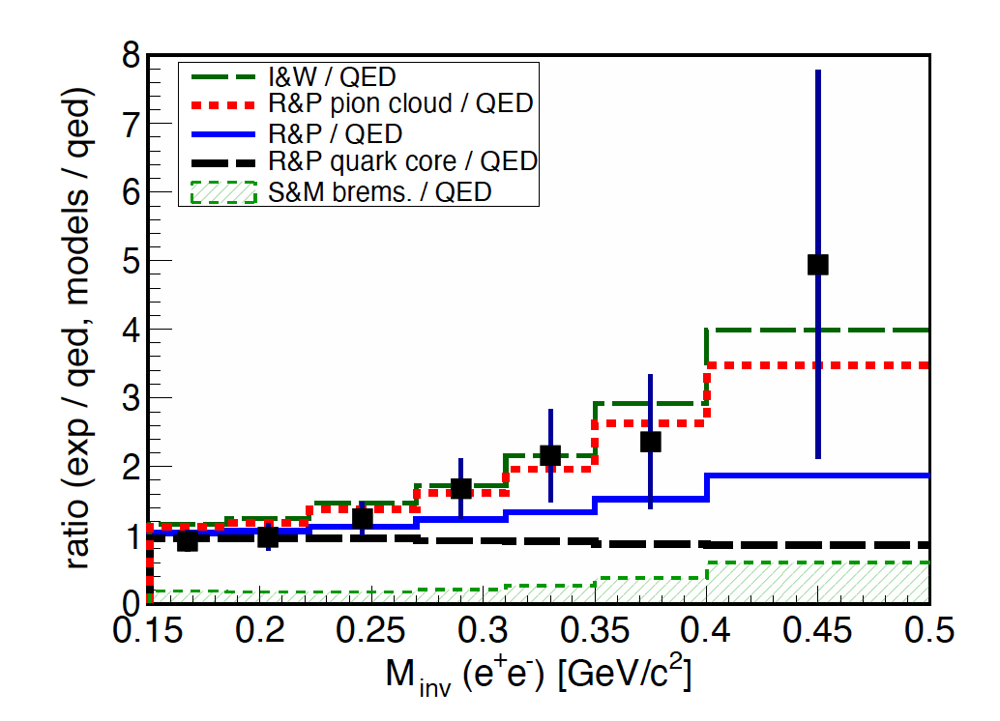 8
7
6
5
4
3
2
1
0
ratio (exp / qed, models / qed)
I&W / QED
R&P pion cloud / QED
R&P / QED
R&P quark core / QED
S&M brems. / QED
0.15 0.2 0.25 0.3 0.35 0.4 0.45 0.5
M_inv (e⁺e⁻) [GeV/c²]